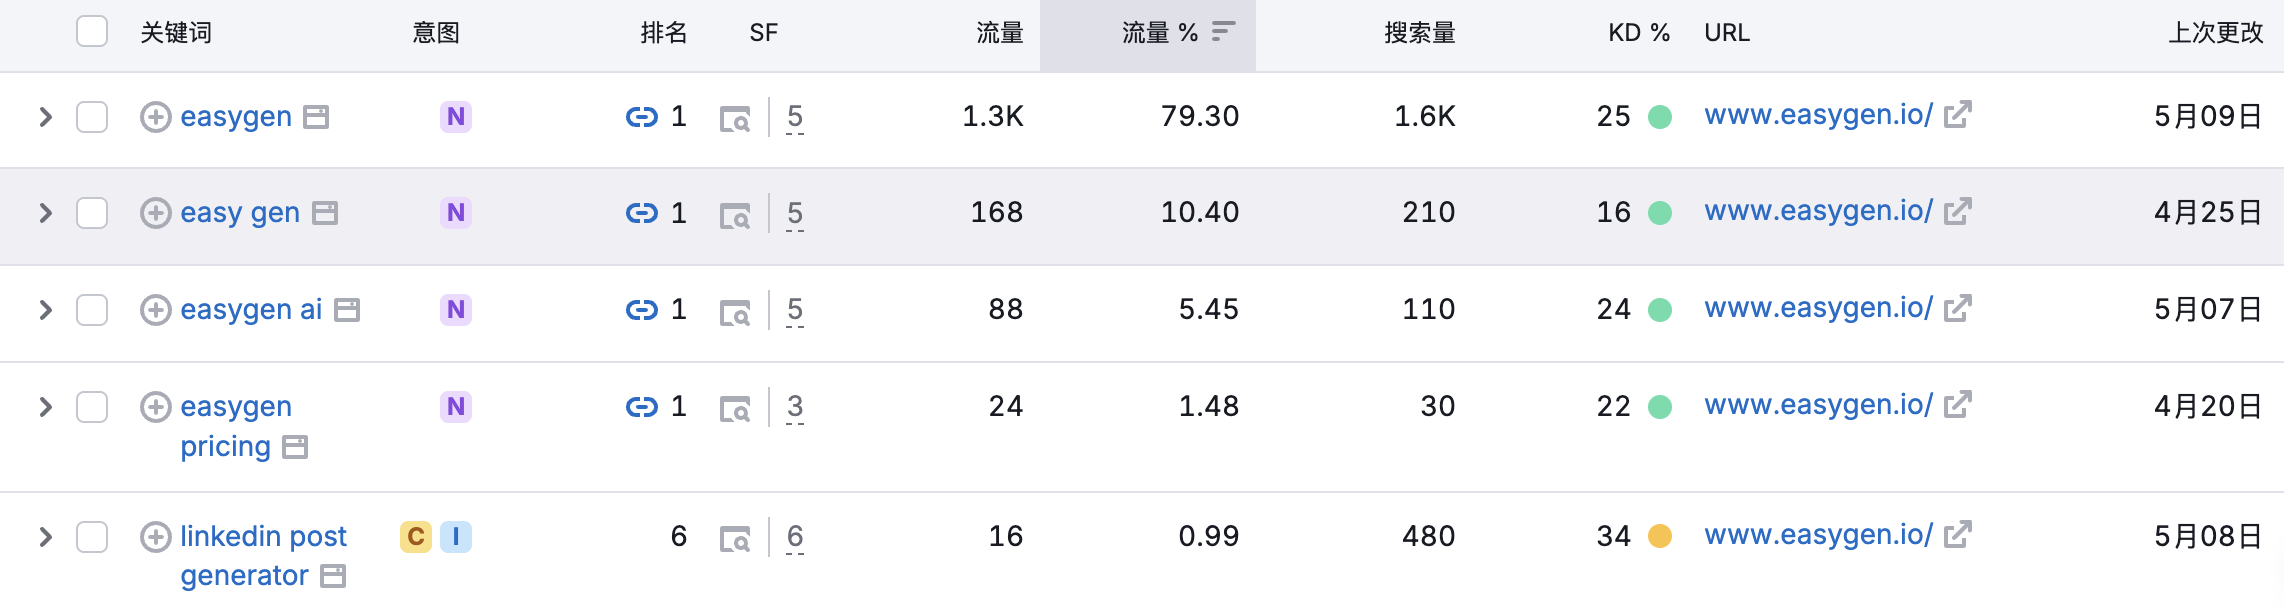 关键词 意图 排名 SF 流量 流量 % 搜索量 KD % URL 上次更改
easygen N 1 5 1.3K 79.30 1.6K 25 www.easygen.io/ 5月09日
easy gen N 1 5 168 10.40 210 16 www.easygen.io/ 4月25日
easygen ai N 1 5 88 5.45 110 24 www.easygen.io/ 5月07日
easygen N 1 3 24 1.48 30 22 www.easygen.io/ 4月20日
pricing
linkedin post C I 6 6 16 0.99 480 34 www.easygen.io/ 5月08日
generator